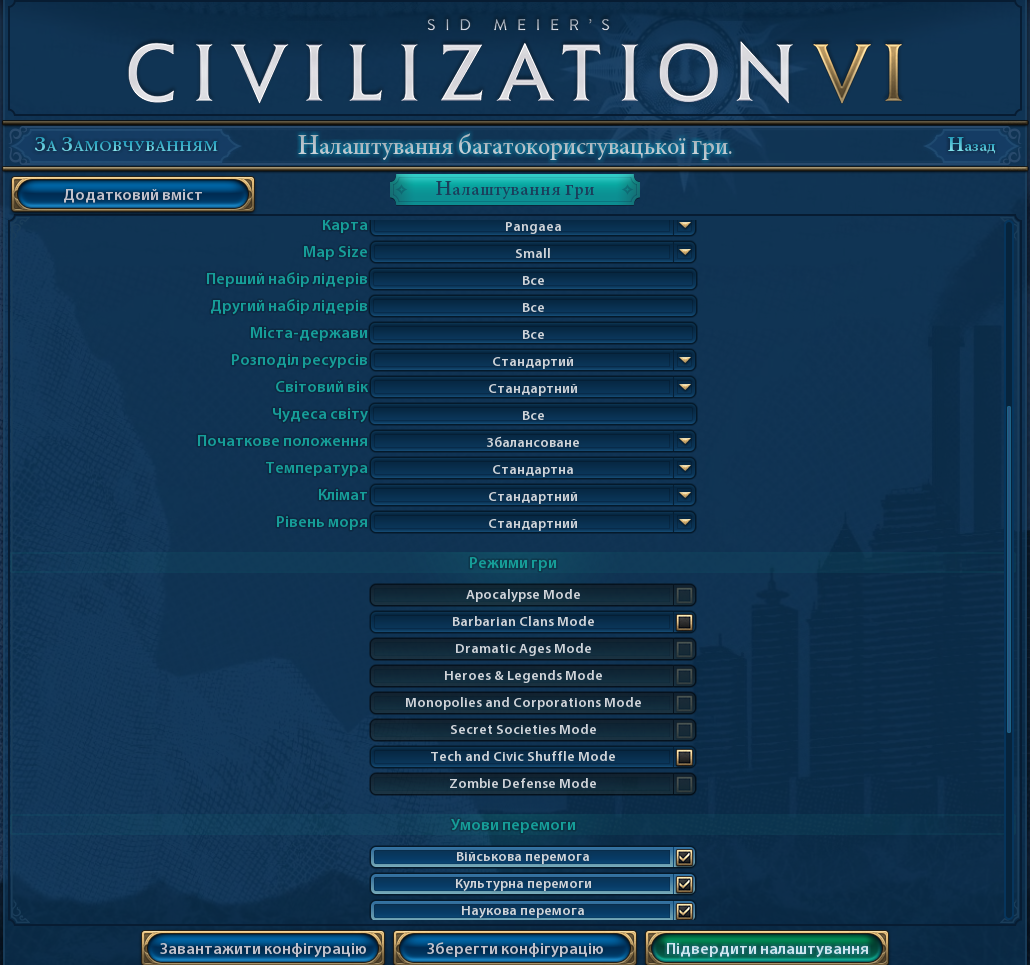 SID MEIER'S
CIVILIZATION VI
За Замовчуванням
Налаштування багатокористувацької гри.
Назад
Додатковий вміст
Налаштування гри
Карта Pangaea
Map Size Small
Перший набір лідерів Все
Другий набір лідерів Все
Міста-держави Все
Розподіл ресурсів Стандартий
Світовий вік Стандартний
Чудеса світу Все
Початкове положення Збалансоване
Температура Стандартна
Клімат Стандартний
Рівень моря Стандартний
Режими гри
Apocalypse Mode
Barbarian Clans Mode
Dramatic Ages Mode
Heroes & Legends Mode
Monopolies and Corporations Mode
Secret Societies Mode
Tech and Civic Shuffle Mode
Zombie Defense Mode
Умови перемоги
Військова перемога
Культурна перемоги
Наукова перемога
Завантажити конфігурацію
Зберегти конфігурацію
Підвердити налаштування